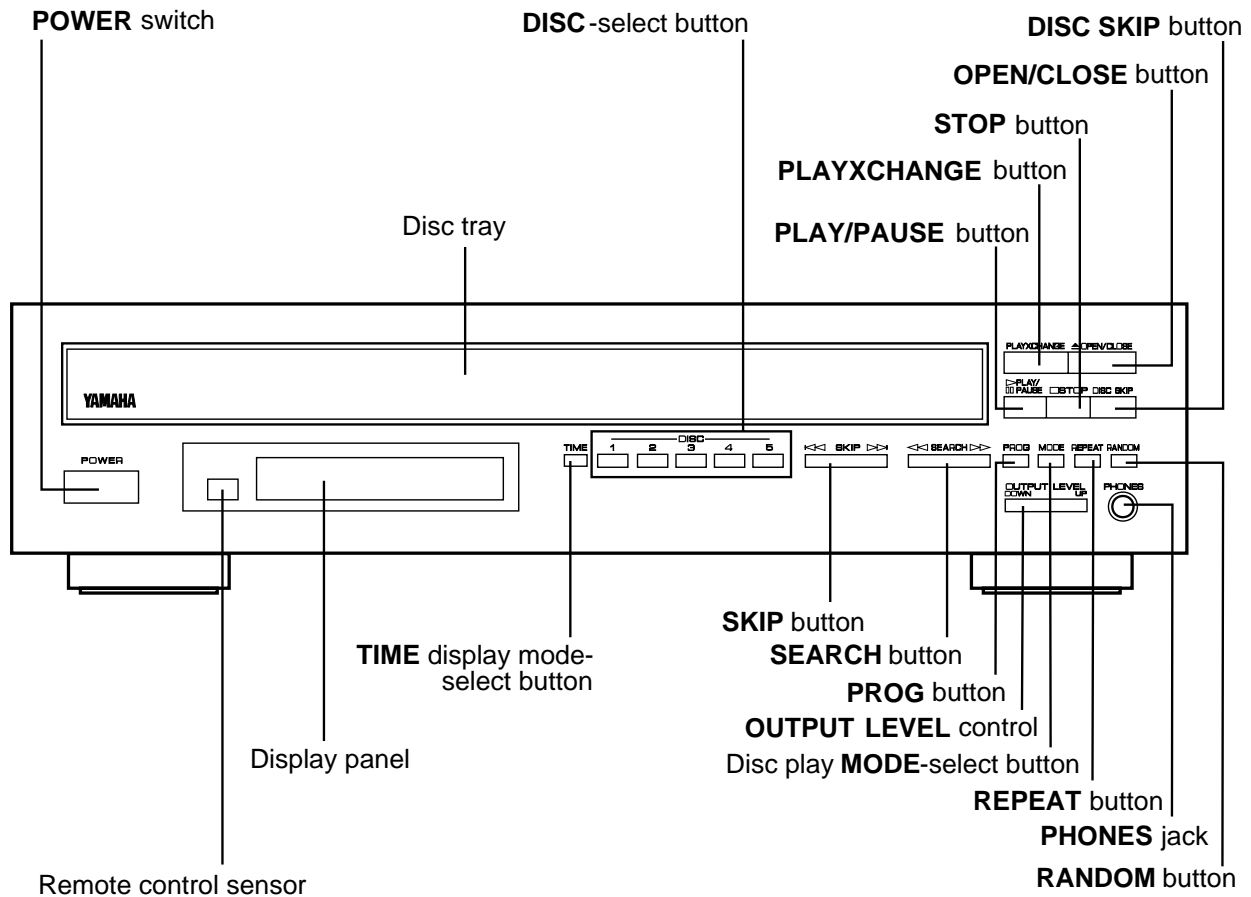 POWER switch
DISC-select button
DISC SKIP button
OPEN/CLOSE button
STOP button
PLAYXCHANGE button
Disc tray
PLAY/PAUSE button
PLAYXCHANGE ≜OPEN/CLOSE
▷PLAY/
▯▯ PAUSE □STOP DISC SKIP
YAMAHA
POWER
TIME
DISC
1 2 3 4 5
|◁◁ SKIP ▷▷|
◁◁ SEARCH ▷▷
PROG MODE REPEAT RANDOM
OUTPUT LEVEL
DOWN UP
PHONES
SKIP button
TIME display mode-
select button
SEARCH button
PROG button
OUTPUT LEVEL control
Display panel
Disc play MODE-select button
REPEAT button
PHONES jack
Remote control sensor
RANDOM button